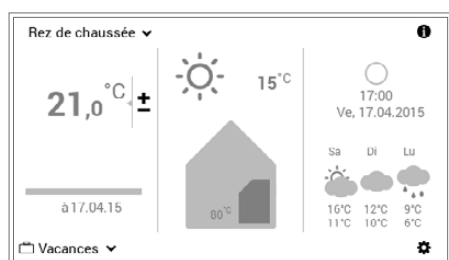 Rez de chaussée
21,0 °C ±
à 17.04.15
Vacances
15°C
80°C
17:00
Ve, 17.04.2015
Sa Di Lu
16°C 12°C 9°C
11°C 10°C 6°C